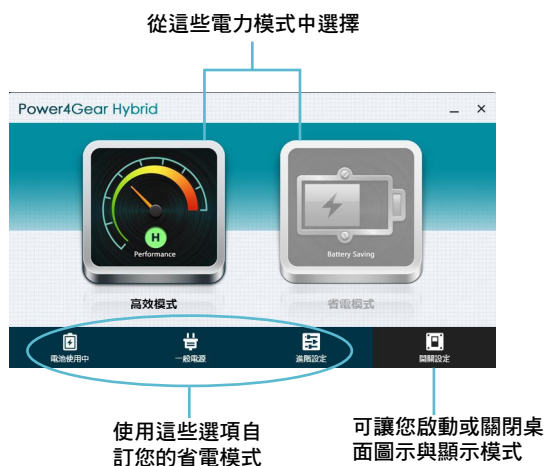 從這些電力模式中選擇
Power4Gear Hybrid
H
Performance
Battery Saving
高效模式
省電模式
電池使用中
一般電源
進階設定
開關設定
使用這些選項自
訂您的省電模式
可讓您啟動或關閉桌
面圖示與顯示模式